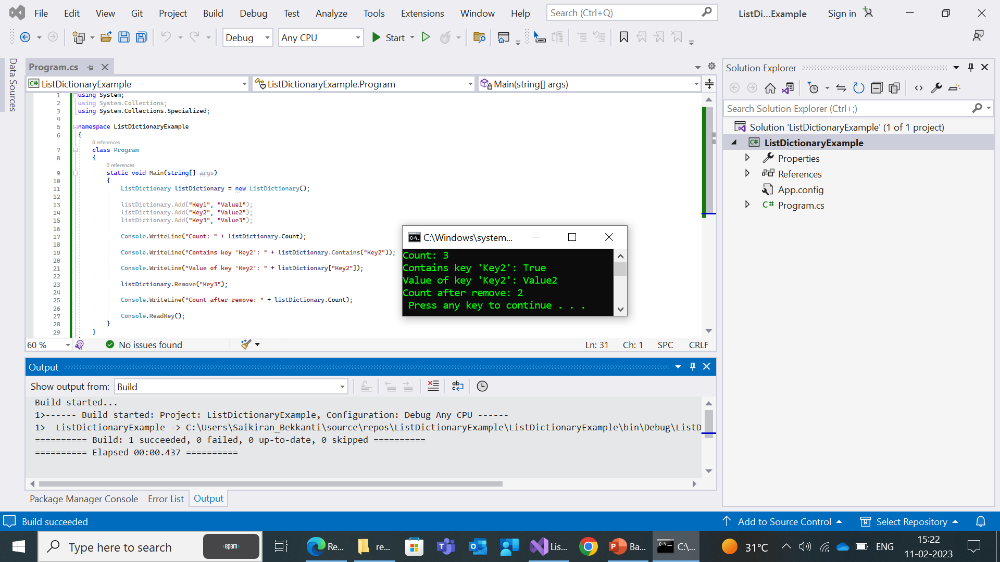 File Edit View Git Project Build Debug Test Analyze Tools Extensions Window Help Search (Ctrl+Q) ListDi...Example Sign in
Debug Any CPU Start
Data Sources
Program.cs
ListDictionaryExample ListDictionaryExample.Program Main(string[] args)
1 using System;
2 using System.Collections;
3 using System.Collections.Specialized;
4
5 namespace ListDictionaryExample
6 {
0 references
7 class Program
8 {
0 references
9 static void Main(string[] args)
10 {
11 ListDictionary listDictionary = new ListDictionary();
12
13 listDictionary.Add("Key1", "Value1");
14 listDictionary.Add("Key2", "Value2");
15 listDictionary.Add("Key3", "Value3");
16
17 Console.WriteLine("Count: " + listDictionary.Count);
18
19 Console.WriteLine("Contains key 'Key2': " + listDictionary.Contains("Key2"));
20
21 Console.WriteLine("Value of key 'Key2': " + listDictionary["Key2"]);
22
23 listDictionary.Remove("Key3");
24
25 Console.WriteLine("Count after remove: " + listDictionary.Count);
26
27 Console.ReadKey();
28 }
29 }
C:\Windows\system...
Count: 3
Contains key 'Key2': True
Value of key 'Key2': Value2
Count after remove: 2
Press any key to continue . . .
60 % No issues found Ln: 31 Ch: 1 SPC CRLF
Output
Show output from: Build
Build started...
1>------ Build started: Project: ListDictionaryExample, Configuration: Debug Any CPU ------
1> ListDictionaryExample -> C:\Users\Saikiran_Bekkanti\source\repos\ListDictionaryExample\ListDictionaryExample\bin\Debug\ListD
========== Build: 1 succeeded, 0 failed, 0 up-to-date, 0 skipped ==========
========== Elapsed 00:00.437 ==========
Package Manager Console Error List Output
Solution Explorer
Search Solution Explorer (Ctrl+;)
Solution 'ListDictionaryExample' (1 of 1 project)
C# ListDictionaryExample
Properties
References
App.config
C# Program.cs
Build succeeded Add to Source Control Select Repository
Type here to search <epam> Re... re... Lis... Ba... C:\... 31°C ENG 15:22
11-02-2023